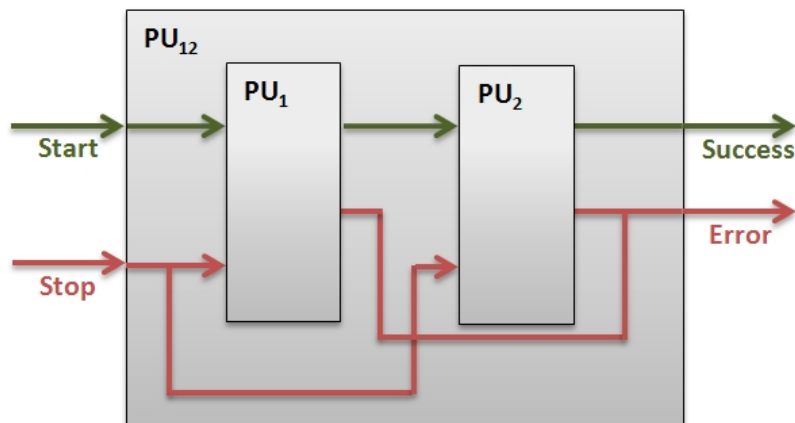 PU12
PU1
PU2
Start
Success
Error
Stop